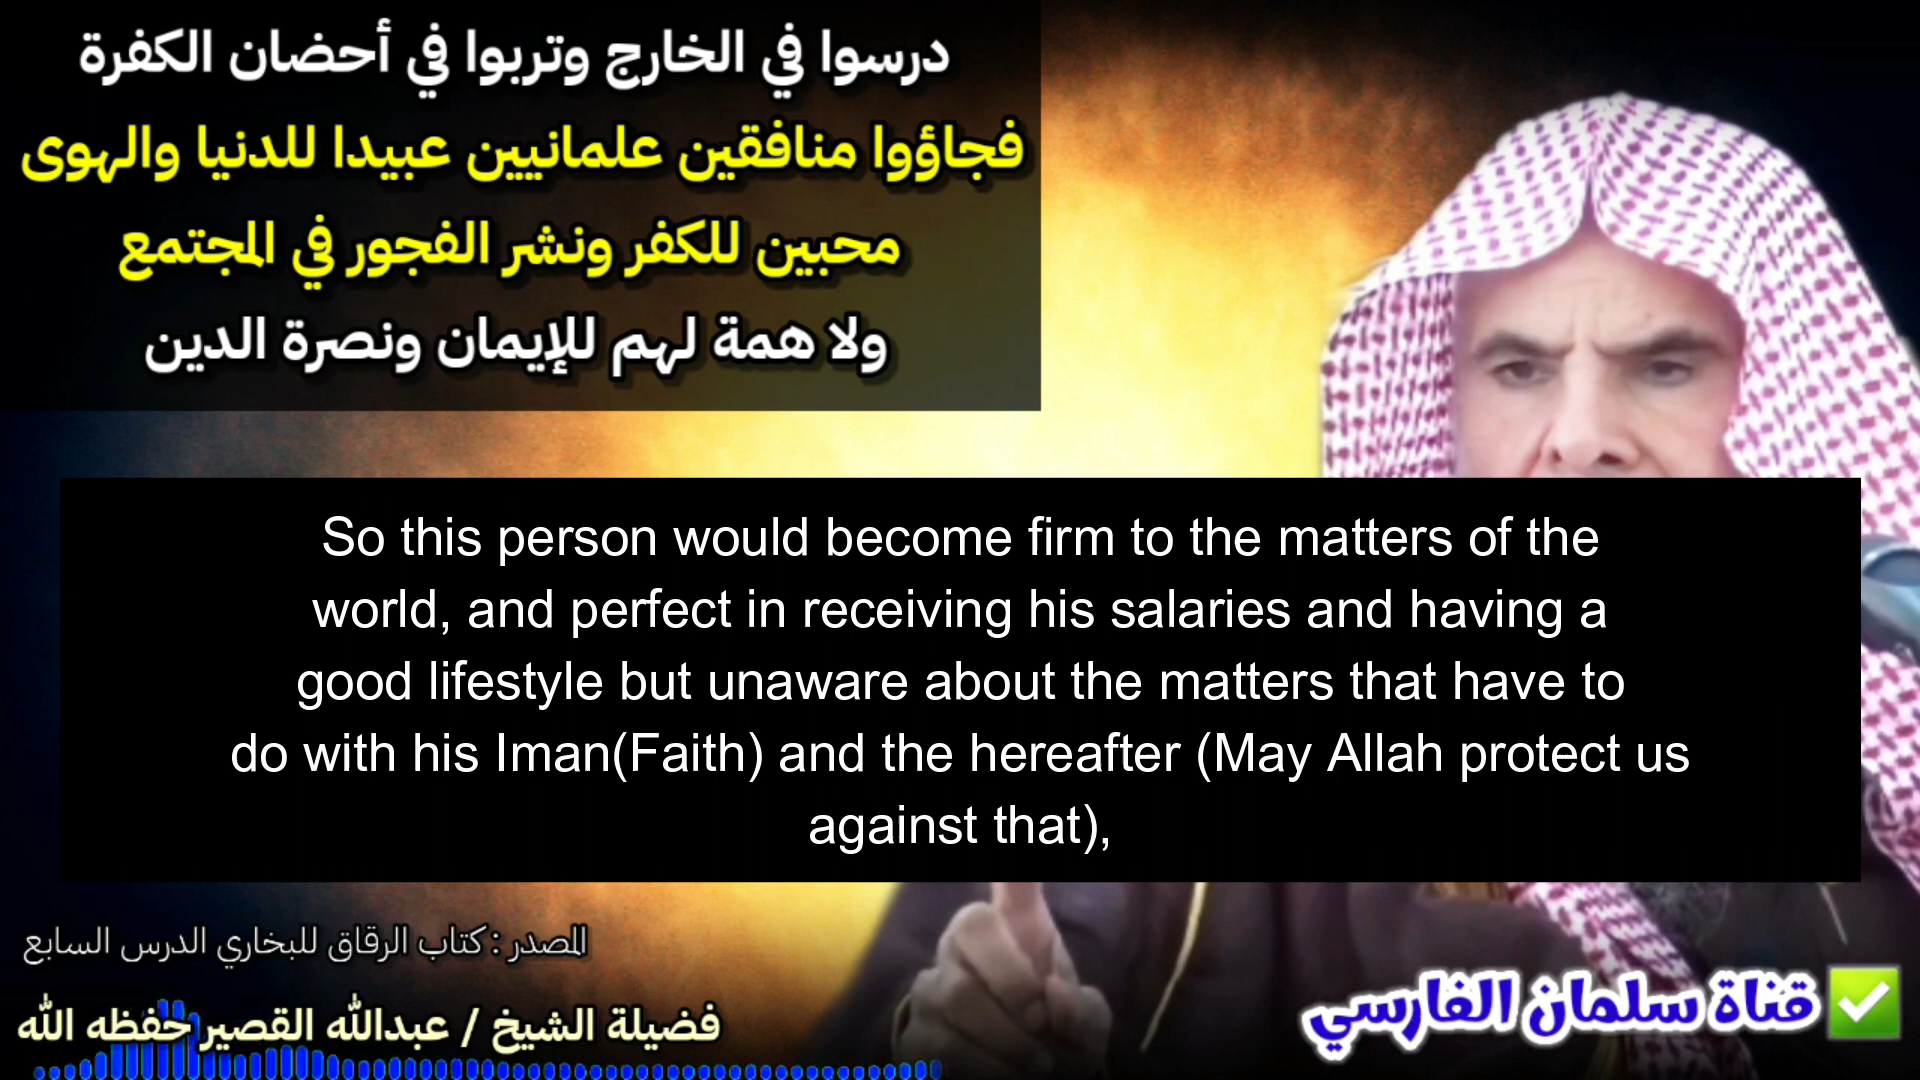 درسوا في الخارج وتربوا في أحضان الكفرة
فجاؤوا منافقين علمانيين عبيدا للدنيا والهوى
محبين للكفر ونشر الفجور في المجتمع
ولا همة لهم للإيمان ونصرة الدين
So this person would become firm to the matters of the
world, and perfect in receiving his salaries and having a
good lifestyle but unaware about the matters that have to
do with his Iman(Faith) and the hereafter (May Allah protect us
against that),
المصدر : كتاب الرقاق للبخاري الدرس السابع
فضيلة الشيخ / عبدالله القصير حفظه الله
قناة سلمان الفارسي